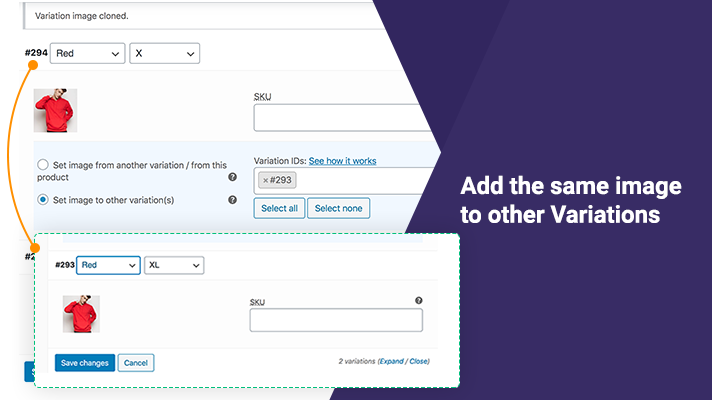 Variation image cloned.
#294 Red X
SKU
Set image from another variation / from this
product ?
Set image to other variation(s) ?
Variation IDs: See how it works
×#293
Select all Select none
#2
#293 Red XL
SKU ?
Save changes Cancel
2 variations (Expand / Close)
Add the same image
to other Variations